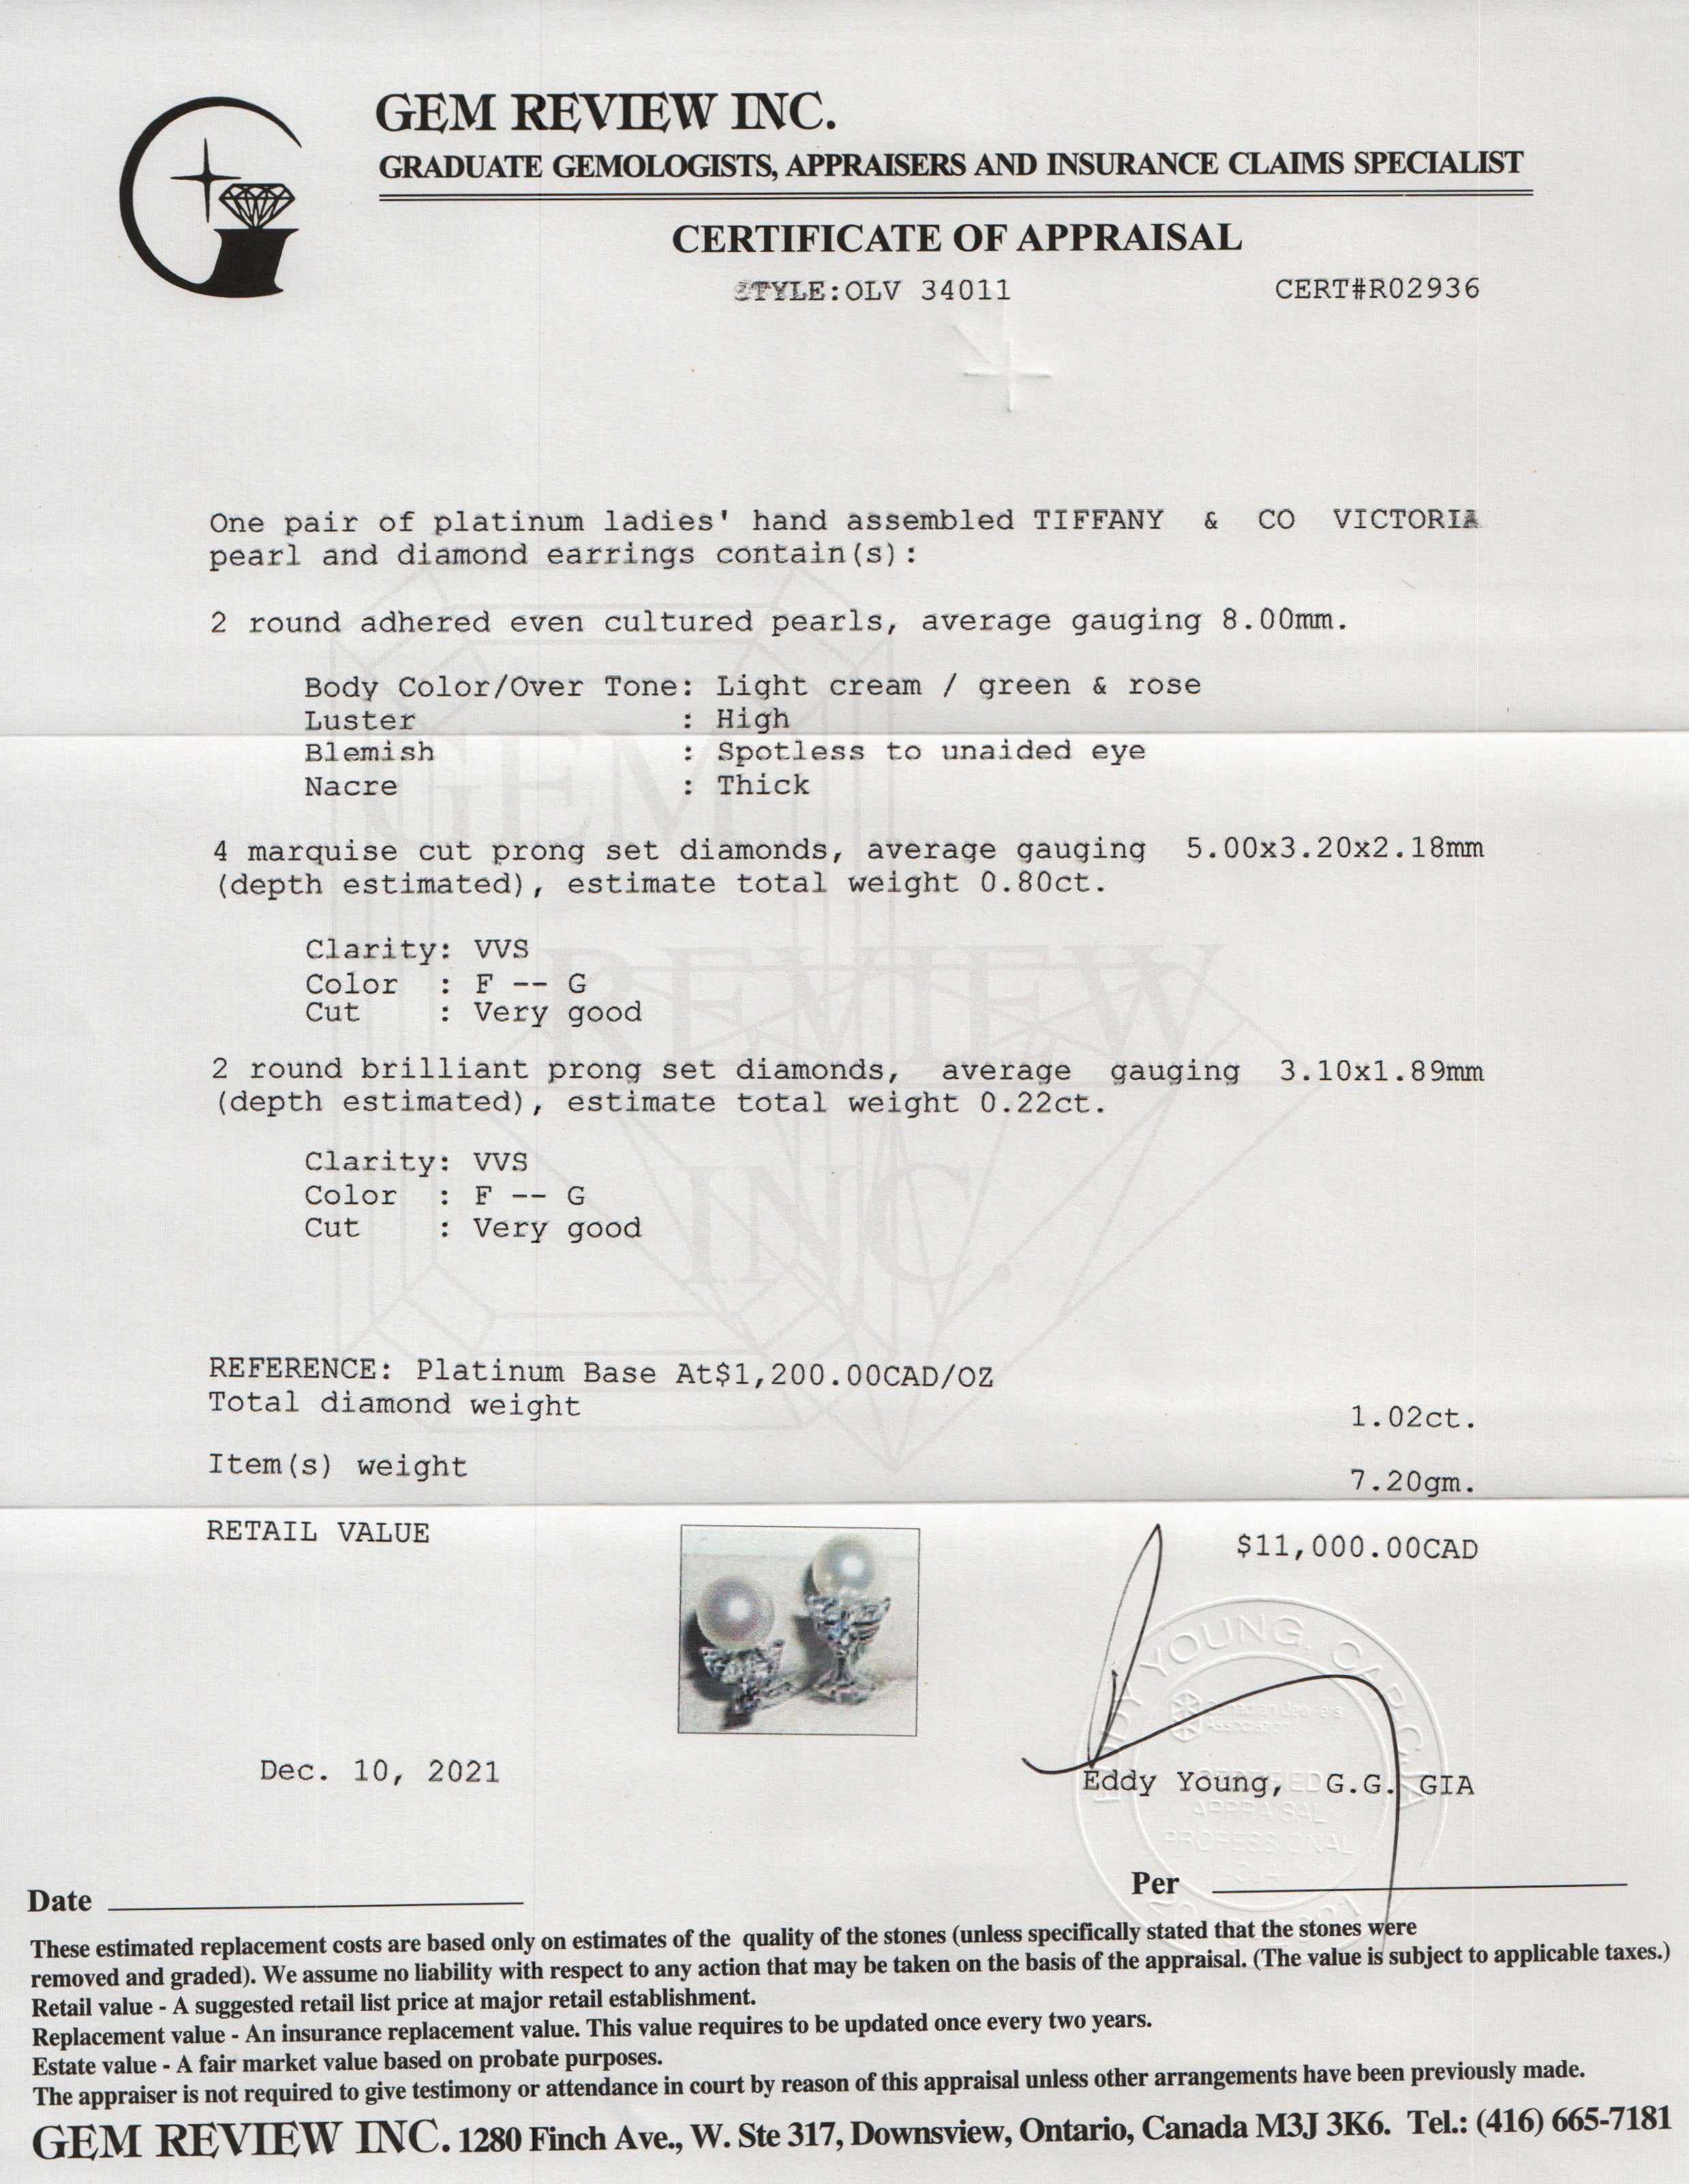 GEM REVIEW INC.
GRADUATE GEMOLOGISTS, APPRAISERS AND INSURANCE CLAIMS SPECIALIST
CERTIFICATE OF APPRAISAL
STYLE:OLV 34011 CERT#R02936
One pair of platinum ladies' hand assembled TIFFANY & CO VICTORIA
pearl and diamond earrings contain(s):
2 round adhered even cultured pearls, average gauging 8.00mm.
Body Color/Over Tone: Light cream / green & rose
Luster : High
Blemish : Spotless to unaided eye
Nacre : Thick
4 marquise cut prong set diamonds, average gauging 5.00x3.20x2.18mm
(depth estimated), estimate total weight 0.80ct.
Clarity: VVS
Color : F -- G
Cut : Very good
2 round brilliant prong set diamonds, average gauging 3.10x1.89mm
(depth estimated), estimate total weight 0.22ct.
Clarity: VVS
Color : F -- G
Cut : Very good
GEM
REVIEW
INC.
REFERENCE: Platinum Base At$1,200.00CAD/OZ
Total diamond weight 1.02ct.
Item(s) weight 7.20gm.
RETAIL VALUE $11,000.00CAD
EDDY YOUNG, CAP
Canadian Jewellers
Association
CERTIFIED
APPRAISAL
PROFESSIONAL
Dec. 10, 2021 Eddy Young, G.G. GIA
Date Per
These estimated replacement costs are based only on estimates of the quality of the stones (unless specifically stated that the stones were
removed and graded). We assume no liability with respect to any action that may be taken on the basis of the appraisal. (The value is subject to applicable taxes.)
Retail value - A suggested retail list price at major retail establishment.
Replacement value - An insurance replacement value. This value requires to be updated once every two years.
Estate value - A fair market value based on probate purposes.
The appraiser is not required to give testimony or attendance in court by reason of this appraisal unless other arrangements have been previously made.
GEM REVIEW INC. 1280 Finch Ave., W. Ste 317, Downsview, Ontario, Canada M3J 3K6. Tel.: (416) 665-7181